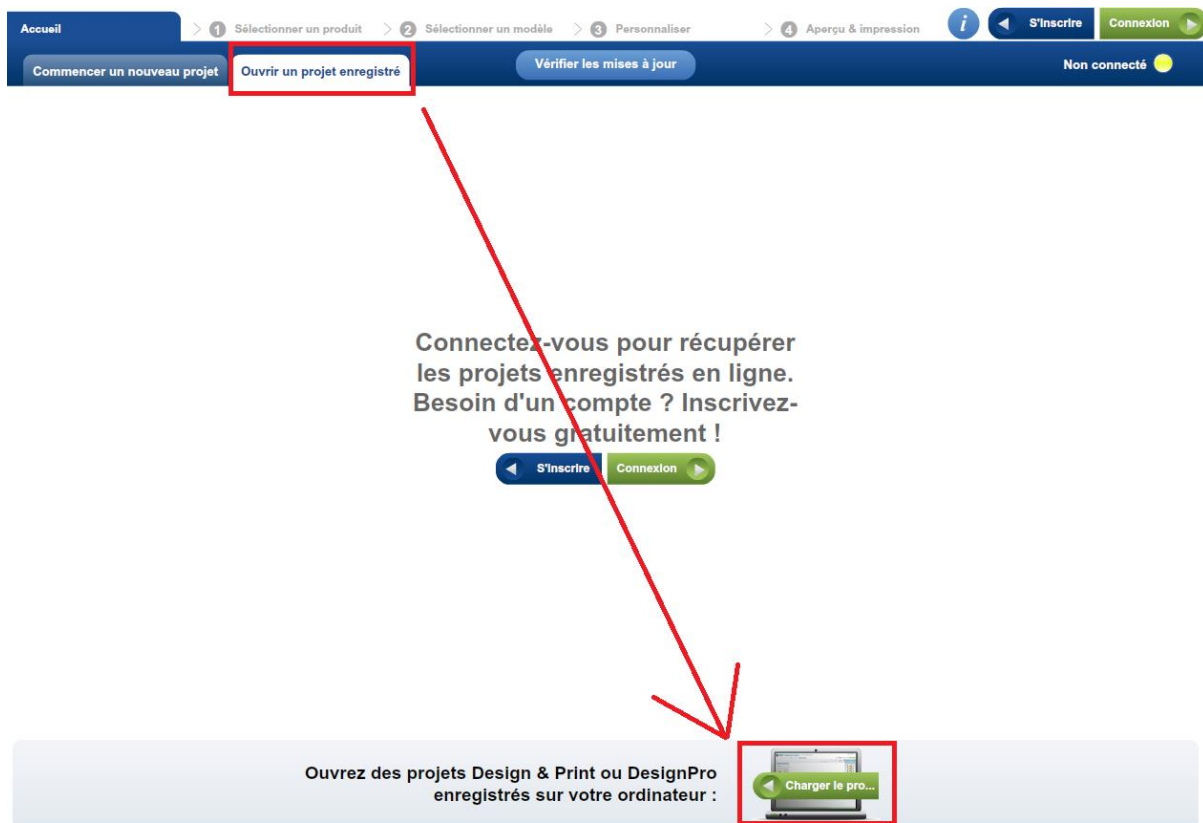 Accueil
1 Sélectionner un produit
2 Sélectionner un modèle
3 Personnaliser
4 Aperçu & impression
i
S'inscrire
Connexion
Commencer un nouveau projet
Ouvrir un projet enregistré
Vérifier les mises à jour
Non connecté
Connectez-vous pour récupérer
les projets enregistrés en ligne.
Besoin d'un compte ? Inscrivez-
vous gratuitement !
S'inscrire
Connexion
Ouvrez des projets Design & Print ou DesignPro
enregistrés sur votre ordinateur :
Charger le pro...